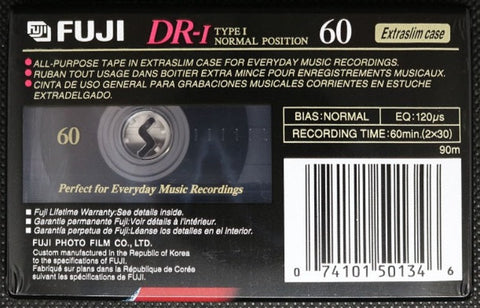 FUJI DR-I TYPE I NORMAL POSITION 60 Extraslim case
• ALL-PURPOSE TAPE IN EXTRASLIM CASE FOR EVERYDAY MUSIC RECORDINGS.
• RUBAN TOUT USAGE DANS BOITIER EXTRA MINCE POUR ENREGISTREMENTS MUSICAUX.
• CINTA DE USO GENERAL PARA GRABACIONES MUSICALES CORRIENTES EN ESTUCHE
EXTRADELGADO.
BIAS:NORMAL EQ:120µs
RECORDING TIME:60min.(2×30)
90m
60
Perfect for Everyday Music Recordings
■ Fuji Lifetime Warranty:See details inside.
■ Garantie permanente Fuji:Voir détails à l'intérieur.
■ Garantía perpetua de Fuji:Léanse los detalles en el interior.
FUJI PHOTO FILM CO., LTD.
Custom manufactured in the Republic of Korea
to the specifications of FUJI.
Fabriqué sur plans dans la République de Corée
suivant les spécifications de FUJI.
0 74101 50134 6